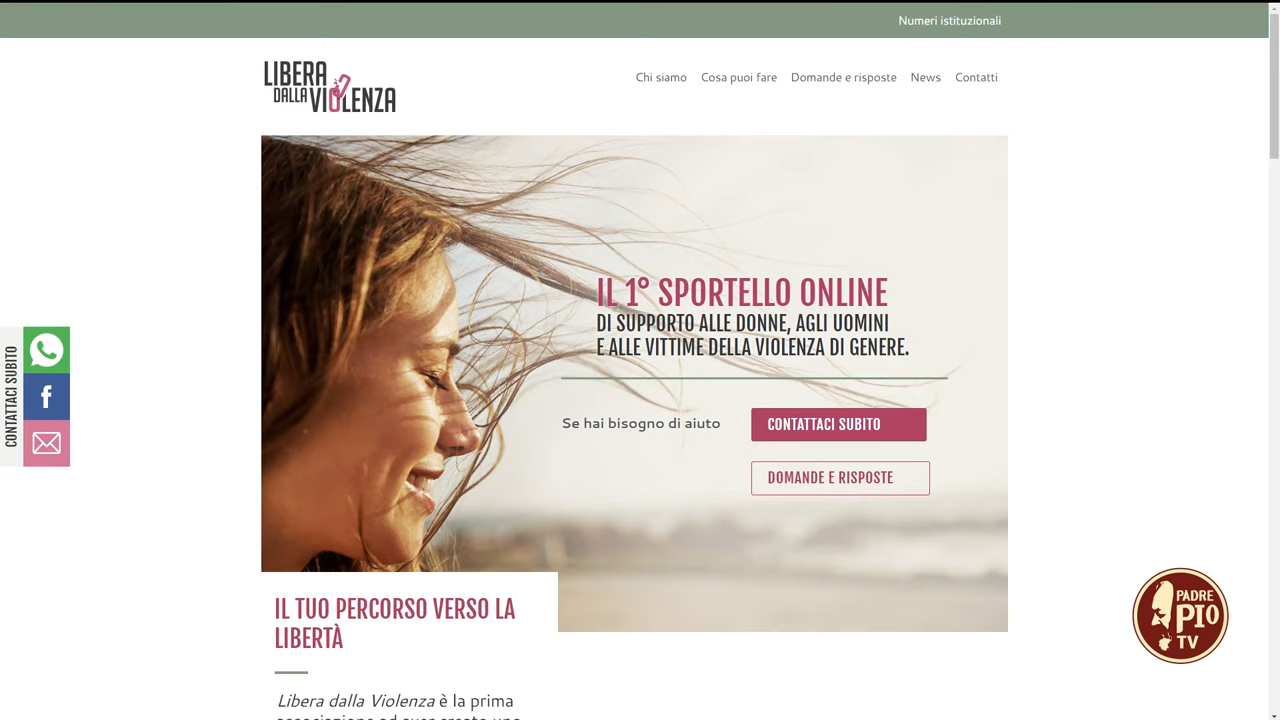 Numeri istituzionali
LIBERA
DALLA VIOLENZA
Chi siamo Cosa puoi fare Domande e risposte News Contatti
IL 1° SPORTELLO ONLINE
DI SUPPORTO ALLE DONNE, AGLI UOMINI
E ALLE VITTIME DELLA VIOLENZA DI GENERE.
Se hai bisogno di aiuto
CONTATTACI SUBITO
DOMANDE E RISPOSTE
CONTATTACI SUBITO
IL TUO PERCORSO VERSO LA
LIBERTÀ
Libera dalla Violenza è la prima
PADRE
PIO
TV